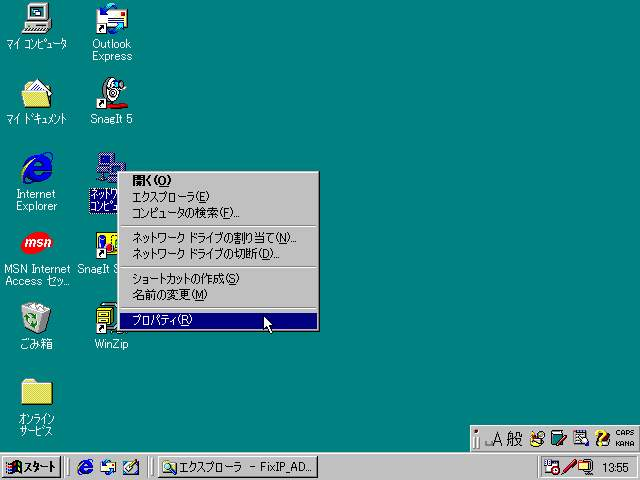 マイ コンピュータ
Outlook
Express
マイ ドキュメント
SnagIt 5
Internet
Explorer
ネットワ
コンピュ
msn
MSN Internet
Access セッ...
SnagIt S
ごみ箱
WinZip
オンライン
サービス
開く(O)
エクスプローラ(E)
コンピュータの検索(F)...
ネットワーク ドライブの割り当て(N)...
ネットワーク ドライブの切断(D)...
ショートカットの作成(S)
名前の変更(M)
プロパティ(R)
_A 般
CAPS
KANA
スタート
エクスプローラ - FixIP_AD...
13:55